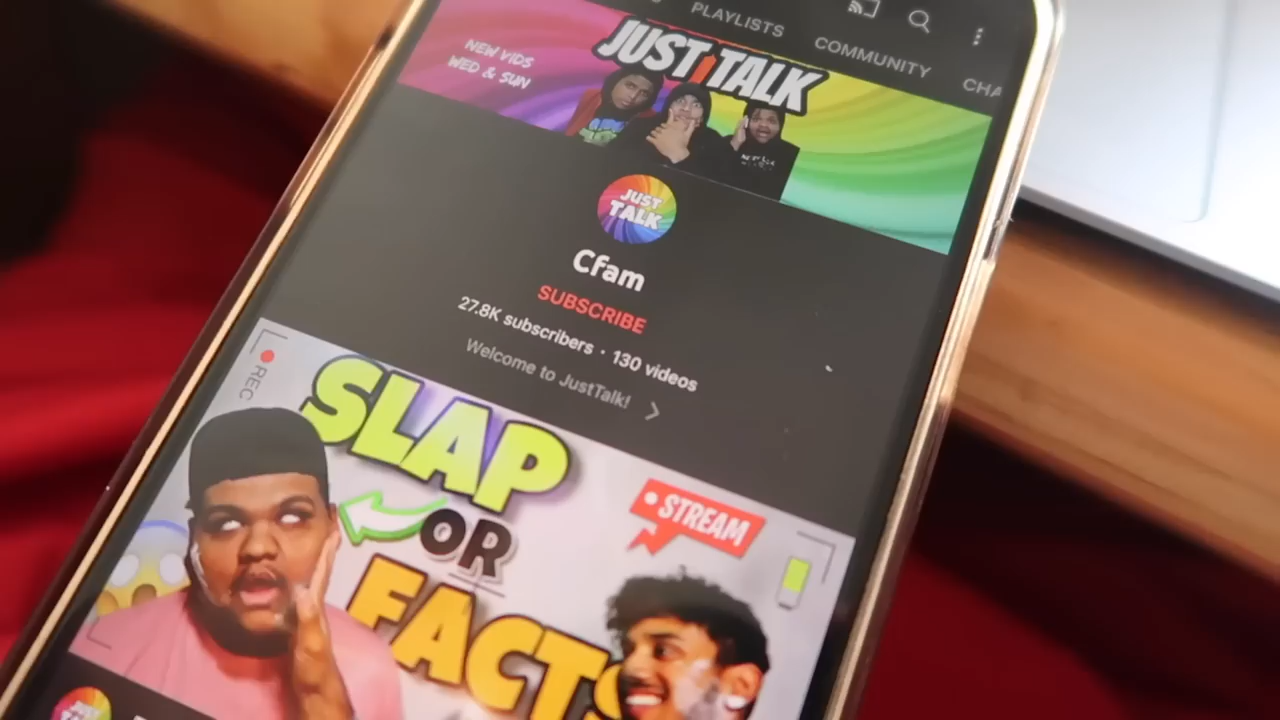 PLAYLISTS
COMMUNITY
CHA
NEW VIDS
WED & SUN
JUST TALK
JUST
TALK
Cfam
SUBSCRIBE
27.8K subscribers · 130 videos
Welcome to JustTalk!
REC
SLAP
OR
FACTS
STREAM